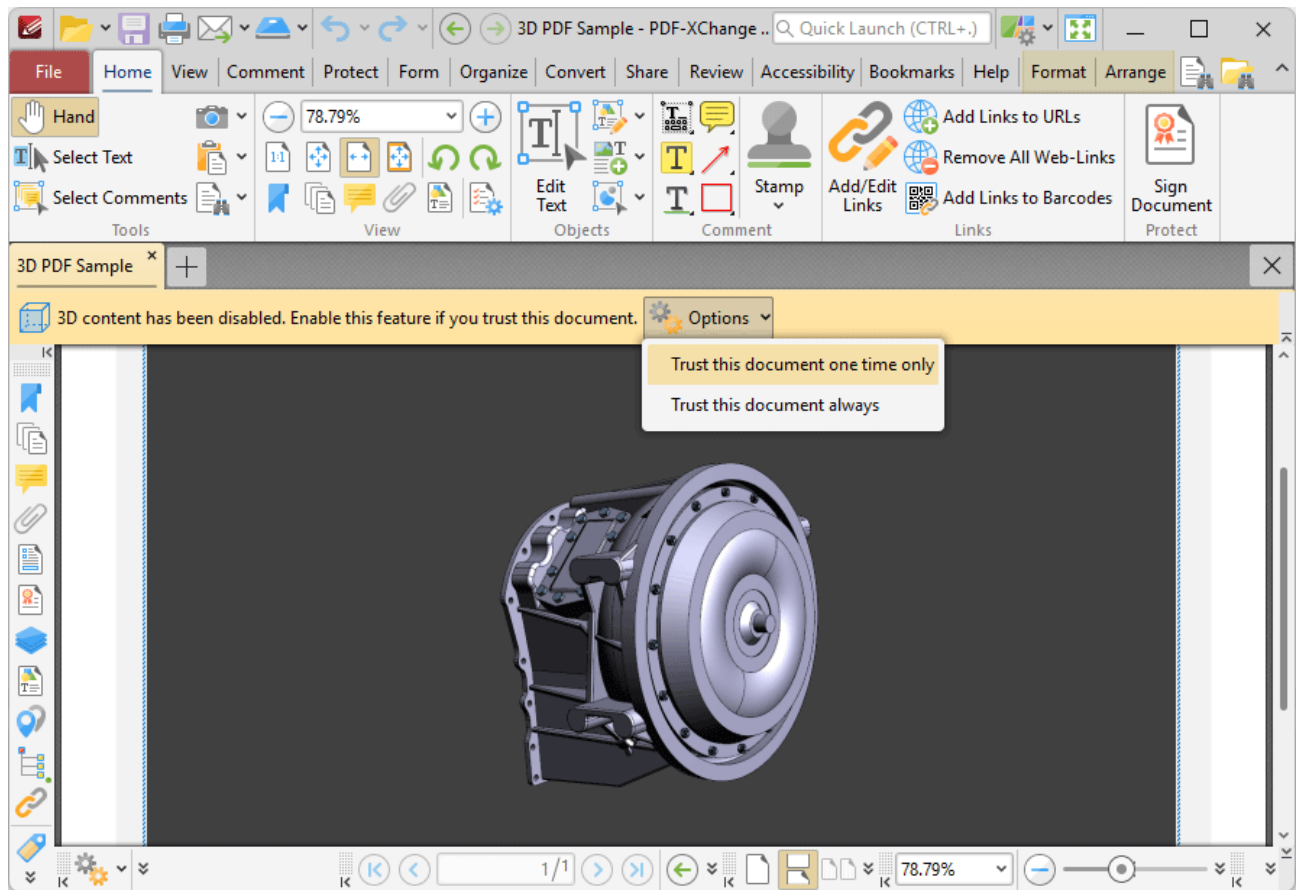 3D PDF Sample - PDF-XChange ..
Quick Launch (CTRL+.)
File Home View Comment Protect Form Organize Convert Share Review Accessibility Bookmarks Help Format Arrange
Hand
78.79%
Add Links to URLs
Select Text
1:1
Remove All Web-Links
Select Comments
Edit
Text
Stamp
Add/Edit
Links
Add Links to Barcodes
Sign
Document
Tools View Objects Comment Links Protect
3D PDF Sample
3D content has been disabled. Enable this feature if you trust this document.
Options
Trust this document one time only
Trust this document always
1/1
78.79%